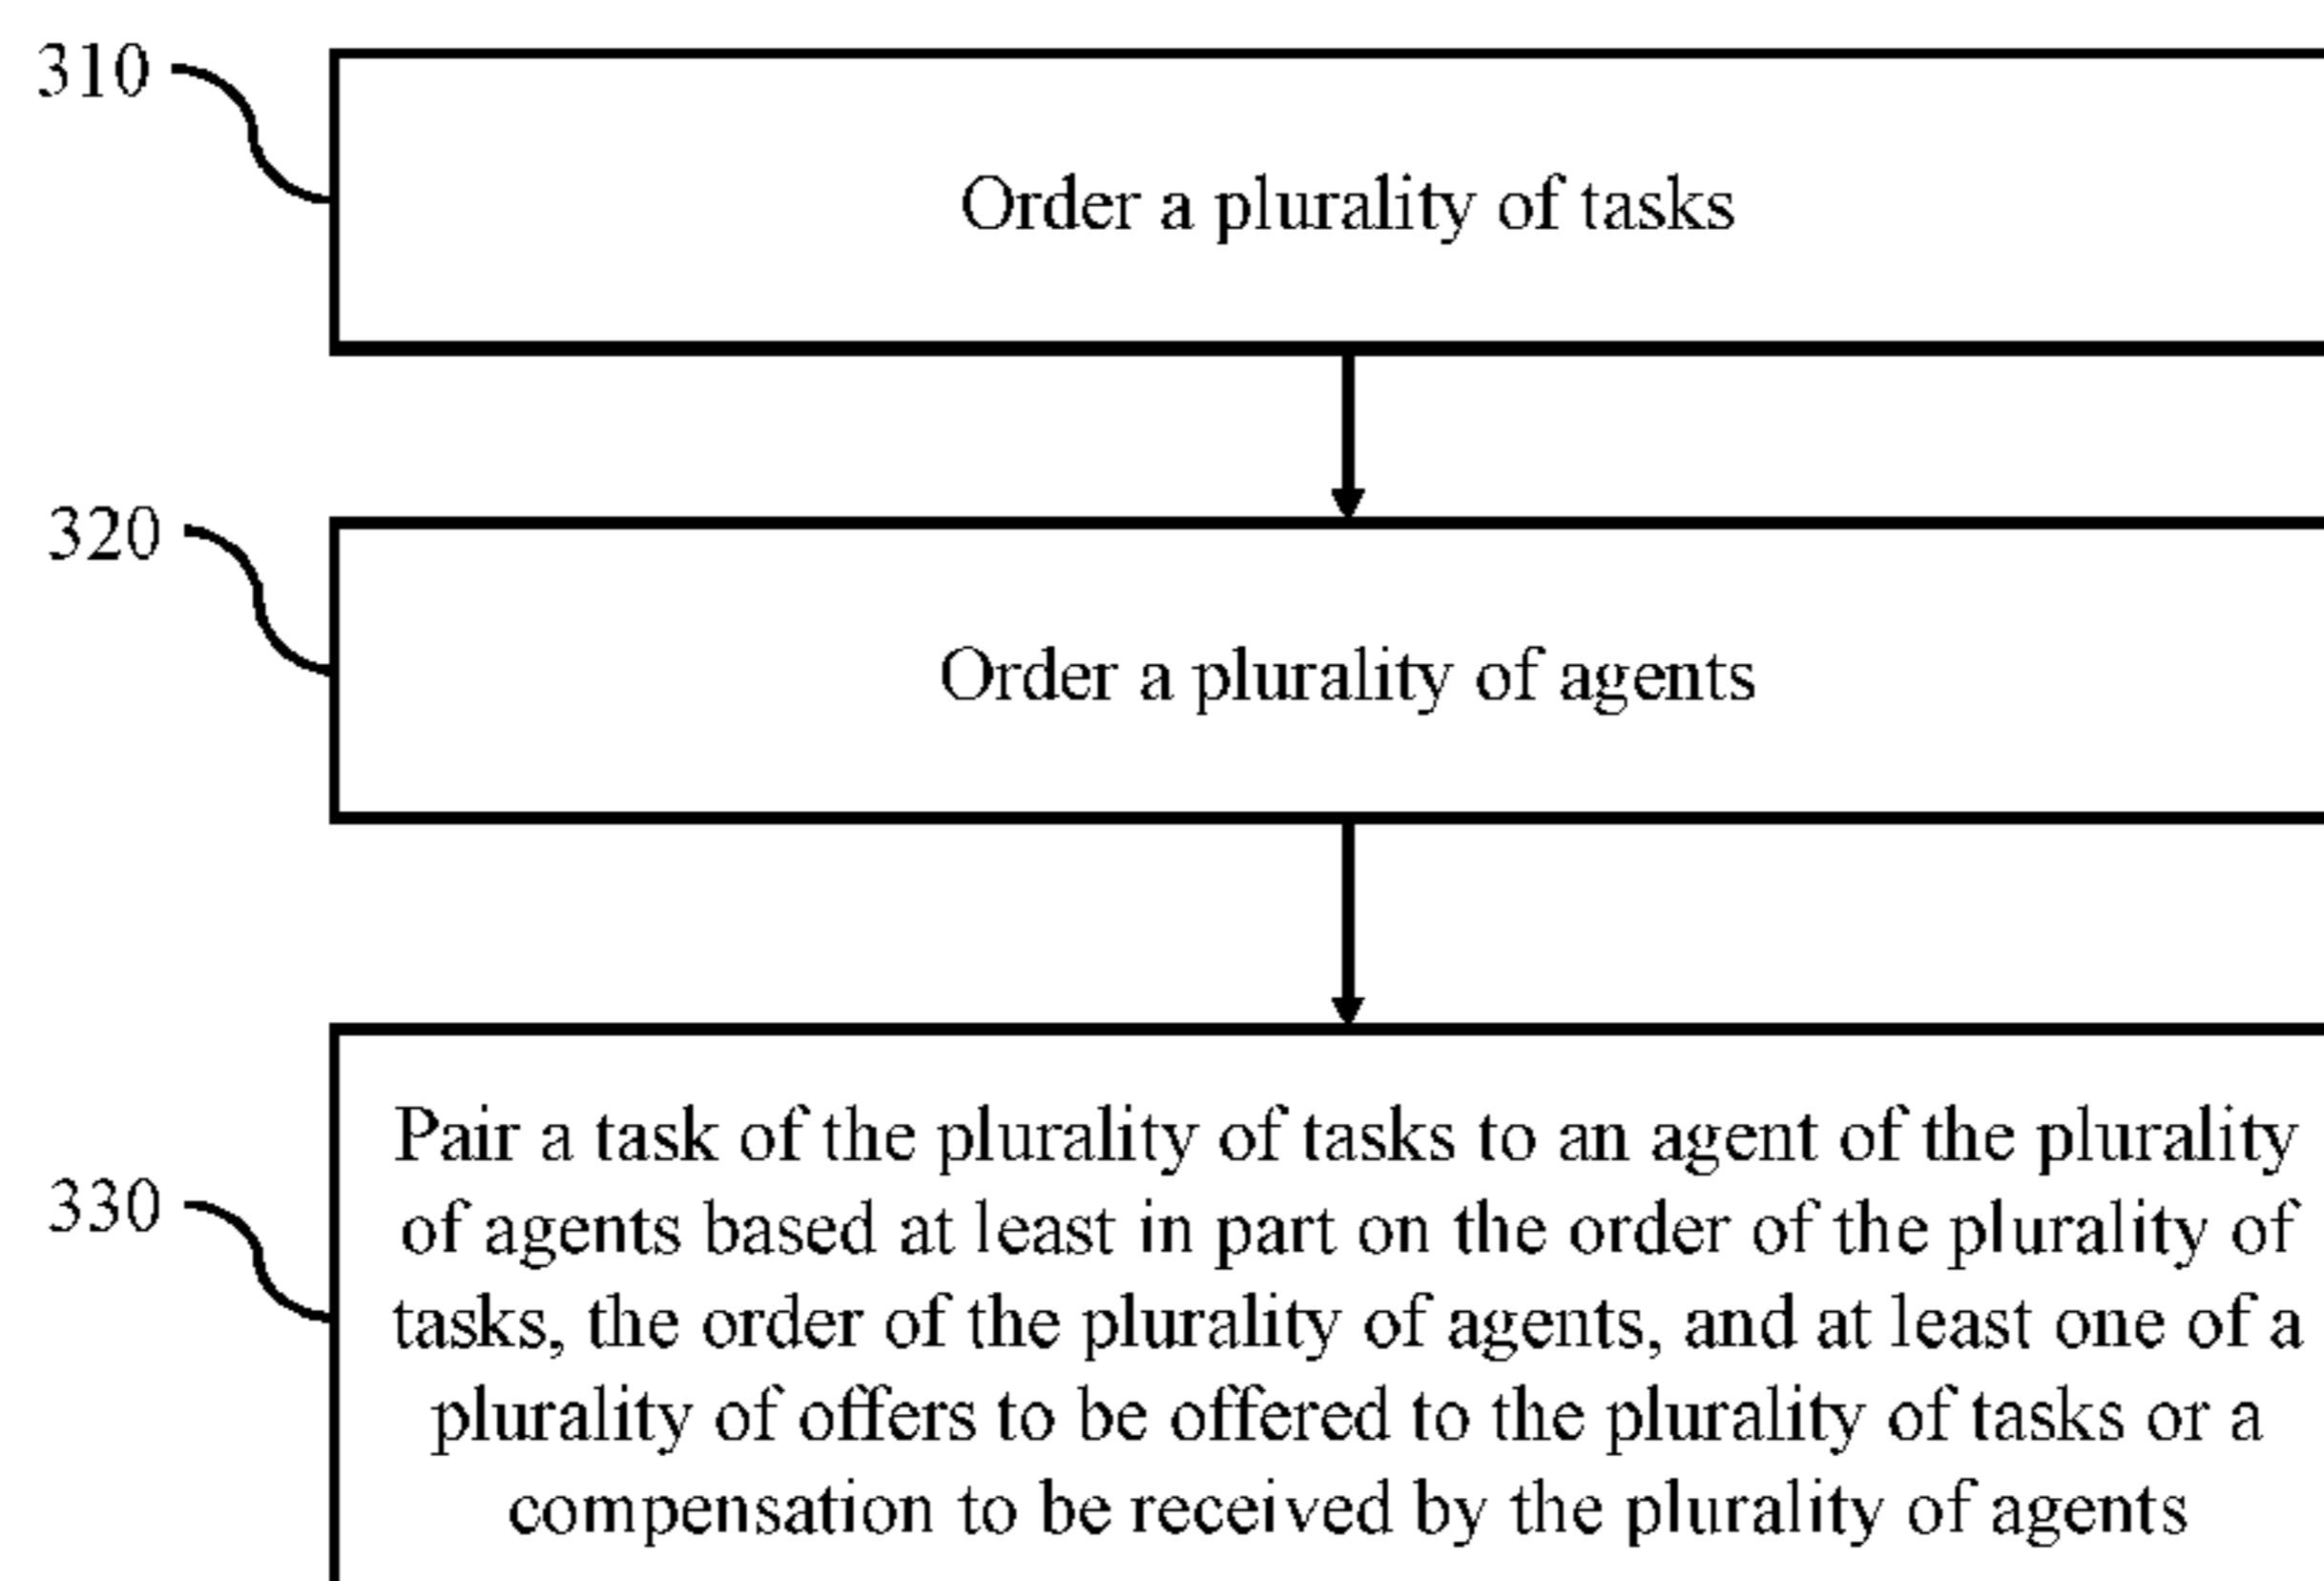 310
Order a plurality of tasks
320
Order a plurality of agents
330
Pair a task of the plurality of tasks to an agent of the plurality
of agents based at least in part on the order of the plurality of
tasks, the order of the plurality of agents, and at least one of a
plurality of offers to be offered to the plurality of tasks or a
compensation to be received by the plurality of agents